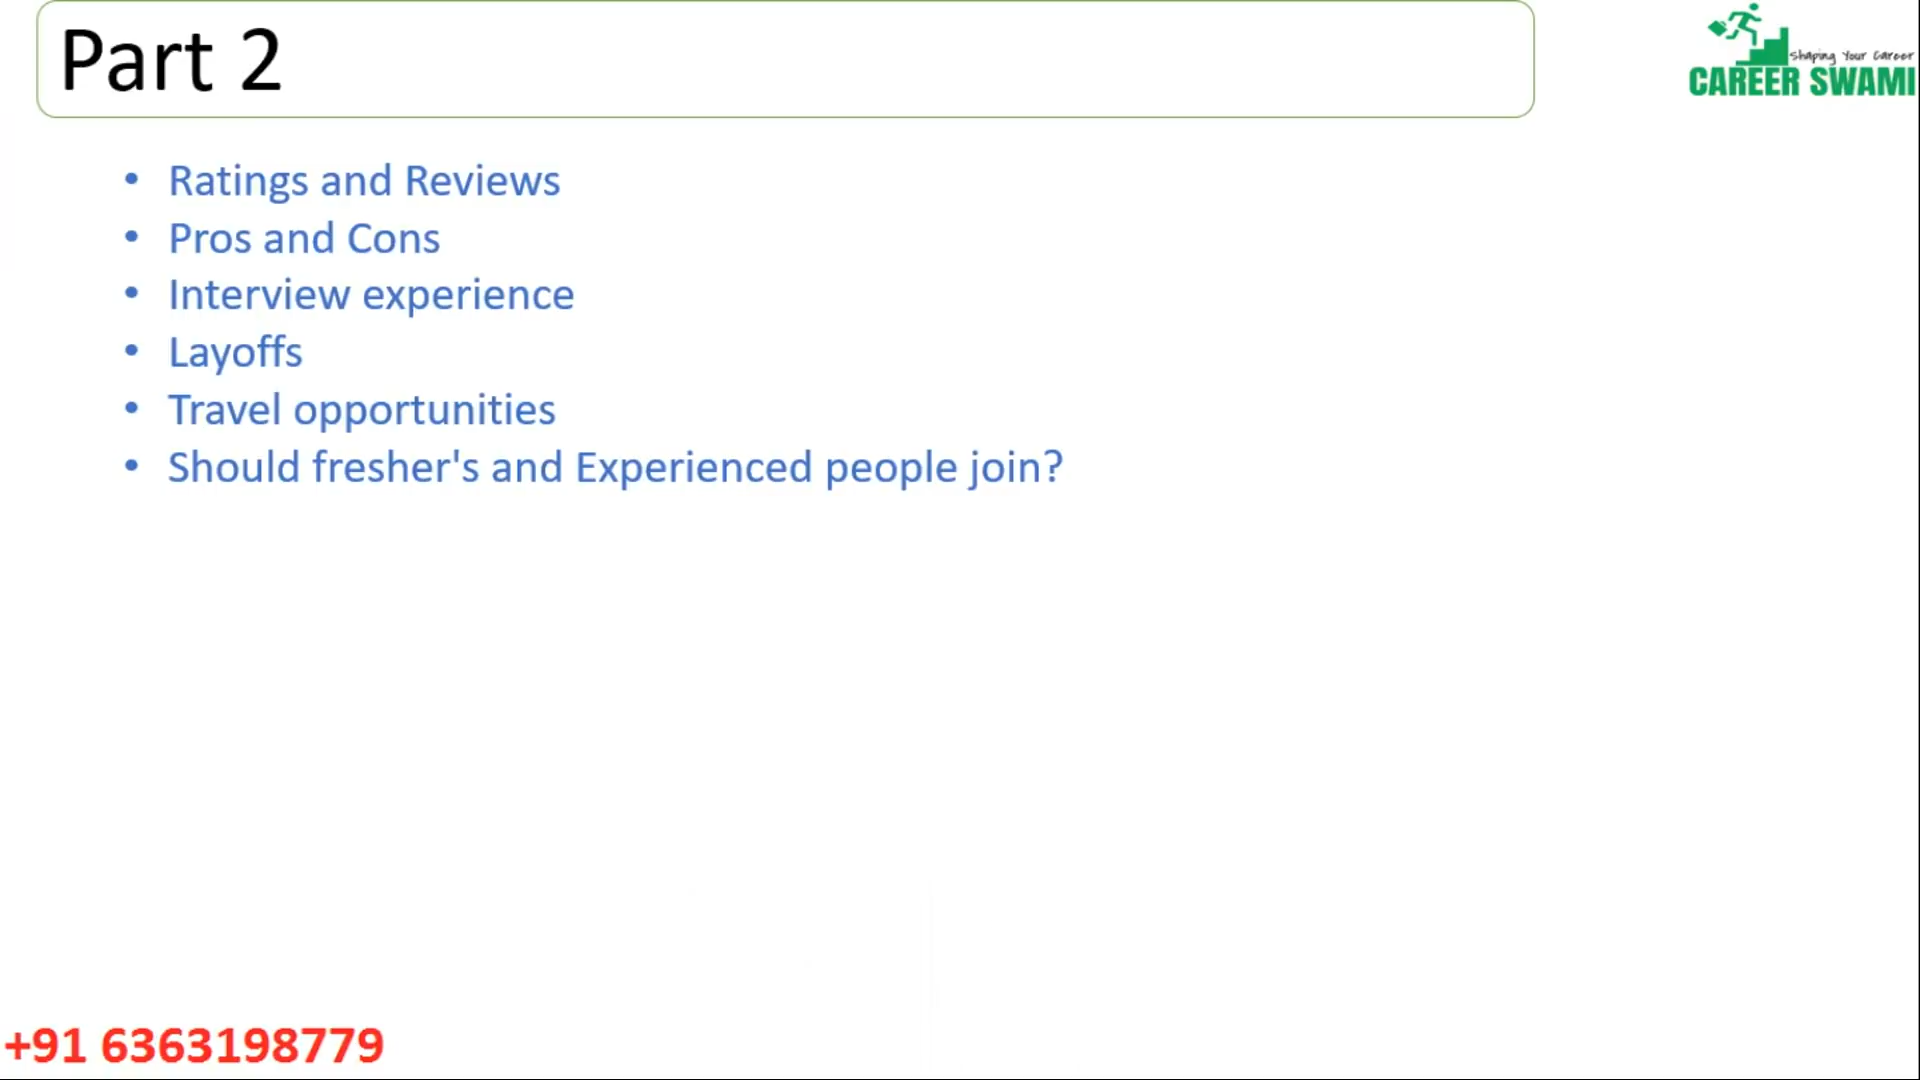 Part 2
Shaping Your Career
CAREER SWAMI
• Ratings and Reviews
• Pros and Cons
• Interview experience
• Layoffs
• Travel opportunities
• Should fresher's and Experienced people join?
+91 6363198779